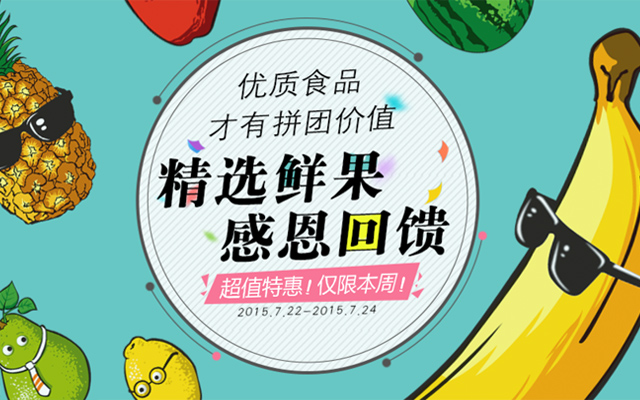 优质食品
才有拼团价值
精选鲜果
感恩回馈
超值特惠！仅限本周！
2015.7.22-2015.7.24